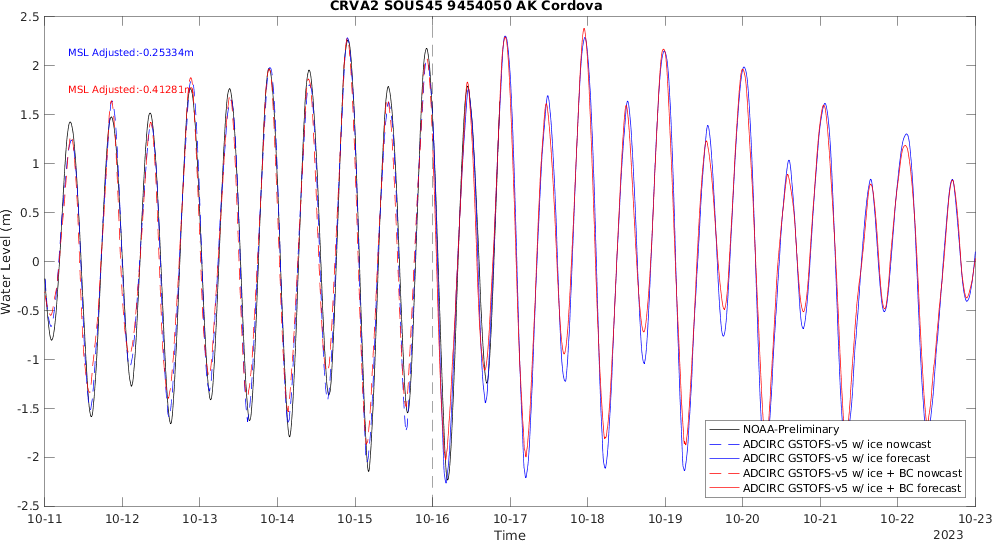 CRVA2 SOUS45 9454050 AK Cordova
2.5
2
1.5
1
0.5
0
-0.5
-1
-1.5
-2
-2.5
Water Level (m)
MSL Adjusted:-0.25334m
MSL Adjusted:-0.41281m
NOAA-Preliminary
ADCIRC GSTOFS-v5 w/ ice nowcast
ADCIRC GSTOFS-v5 w/ ice forecast
ADCIRC GSTOFS-v5 w/ ice + BC nowcast
ADCIRC GSTOFS-v5 w/ ice + BC forecast
10-11 10-12 10-13 10-14 10-15 10-16 10-17 10-18 10-19 10-20 10-21 10-22 10-23
Time
2023